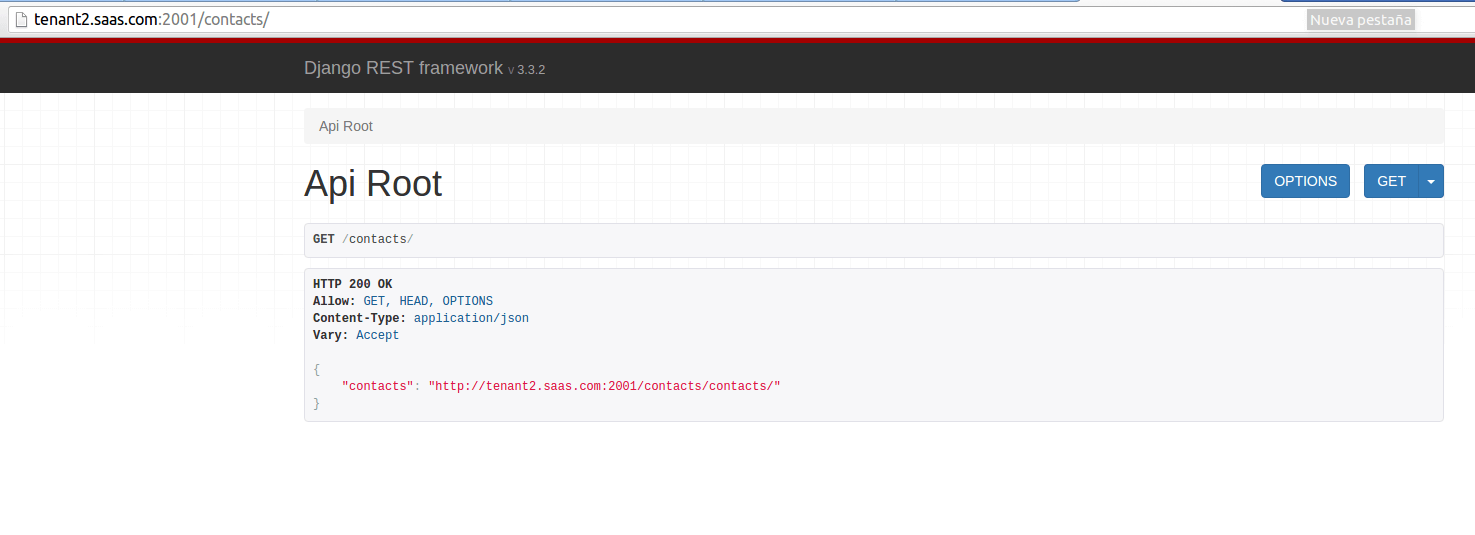 tenant2.saas.com:2001/contacts/
Nueva pestaña
Django REST framework v 3.3.2
Api Root
Api Root
OPTIONS GET
GET /contacts/
HTTP 200 OK
Allow: GET, HEAD, OPTIONS
Content-Type: application/json
Vary: Accept
{
    "contacts": "http://tenant2.saas.com:2001/contacts/contacts/"
}